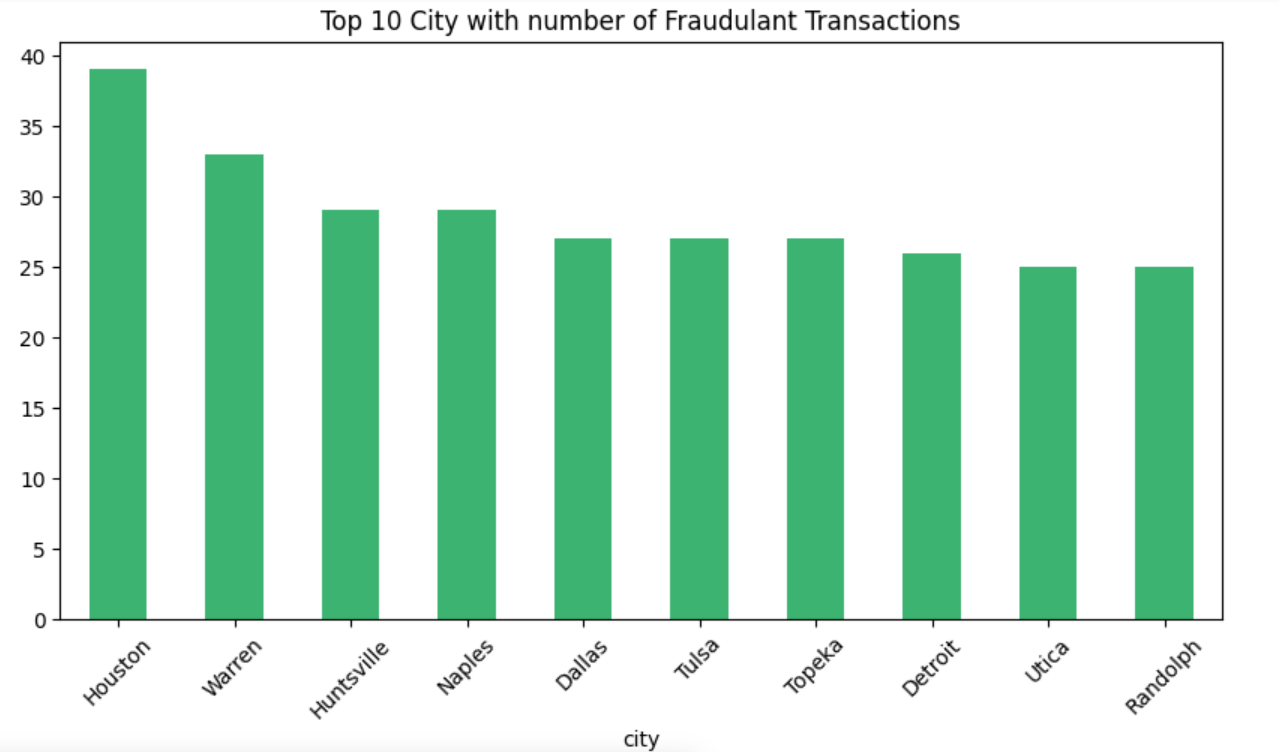 Top 10 City with number of Fraudulant Transactions
40
35
30
25
20
15
10
5
0
Houston
Warren
Huntsville
Naples
Dallas
Tulsa
Topeka
Detroit
Utica
Randolph
city